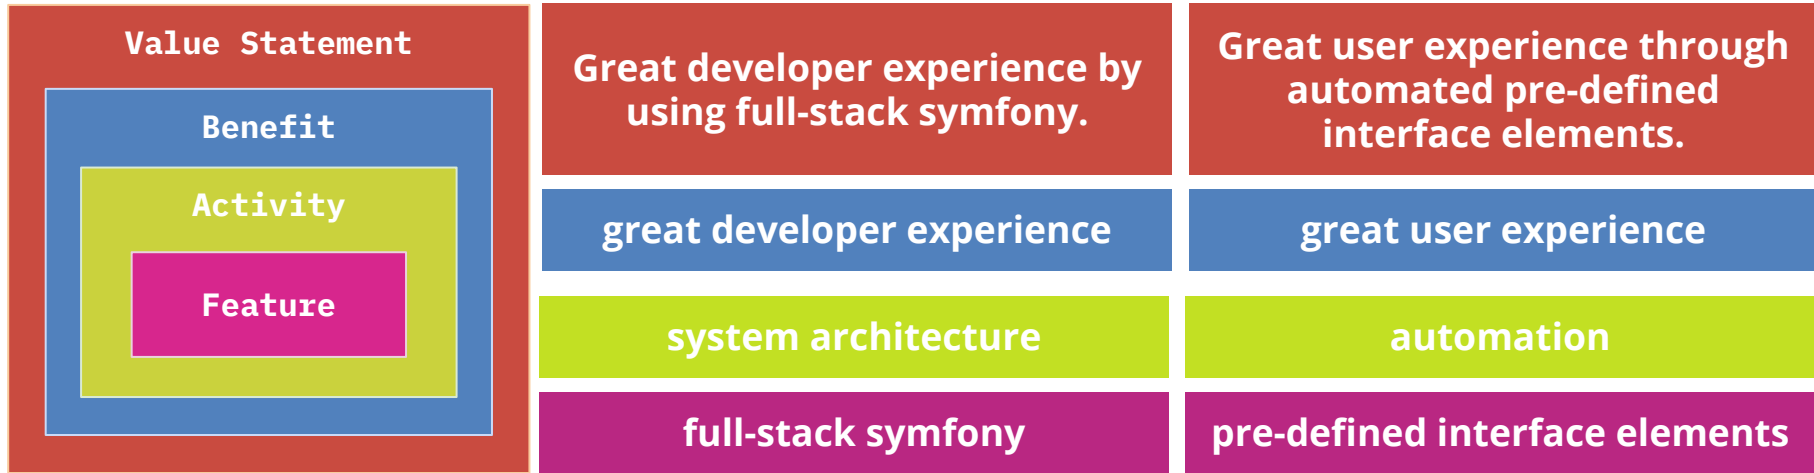 Value Statement
Benefit
Activity
Feature
Great developer experience by
using full-stack symfony.
great developer experience
system architecture
full-stack symfony
Great user experience through
automated pre-defined
interface elements.
great user experience
automation
pre-defined interface elements